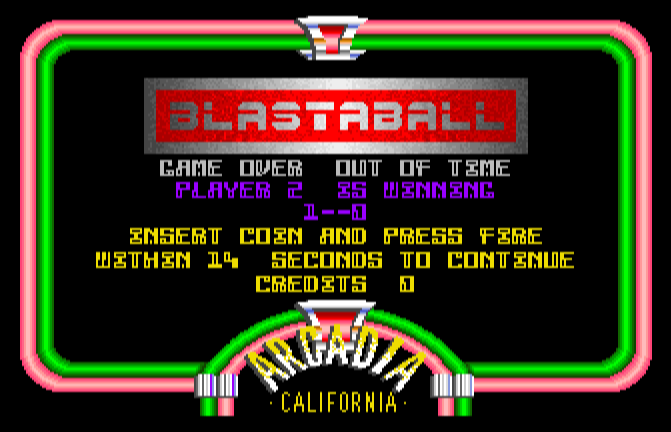 BLASTABALL
GAME OVER OUT OF TIME
PLAYER 2 IS WINNING
1--0
INSERT COIN AND PRESS FIRE
WITHIN 14 SECONDS TO CONTINUE
CREDITS 0
ARCADIA
·CALIFORNIA·